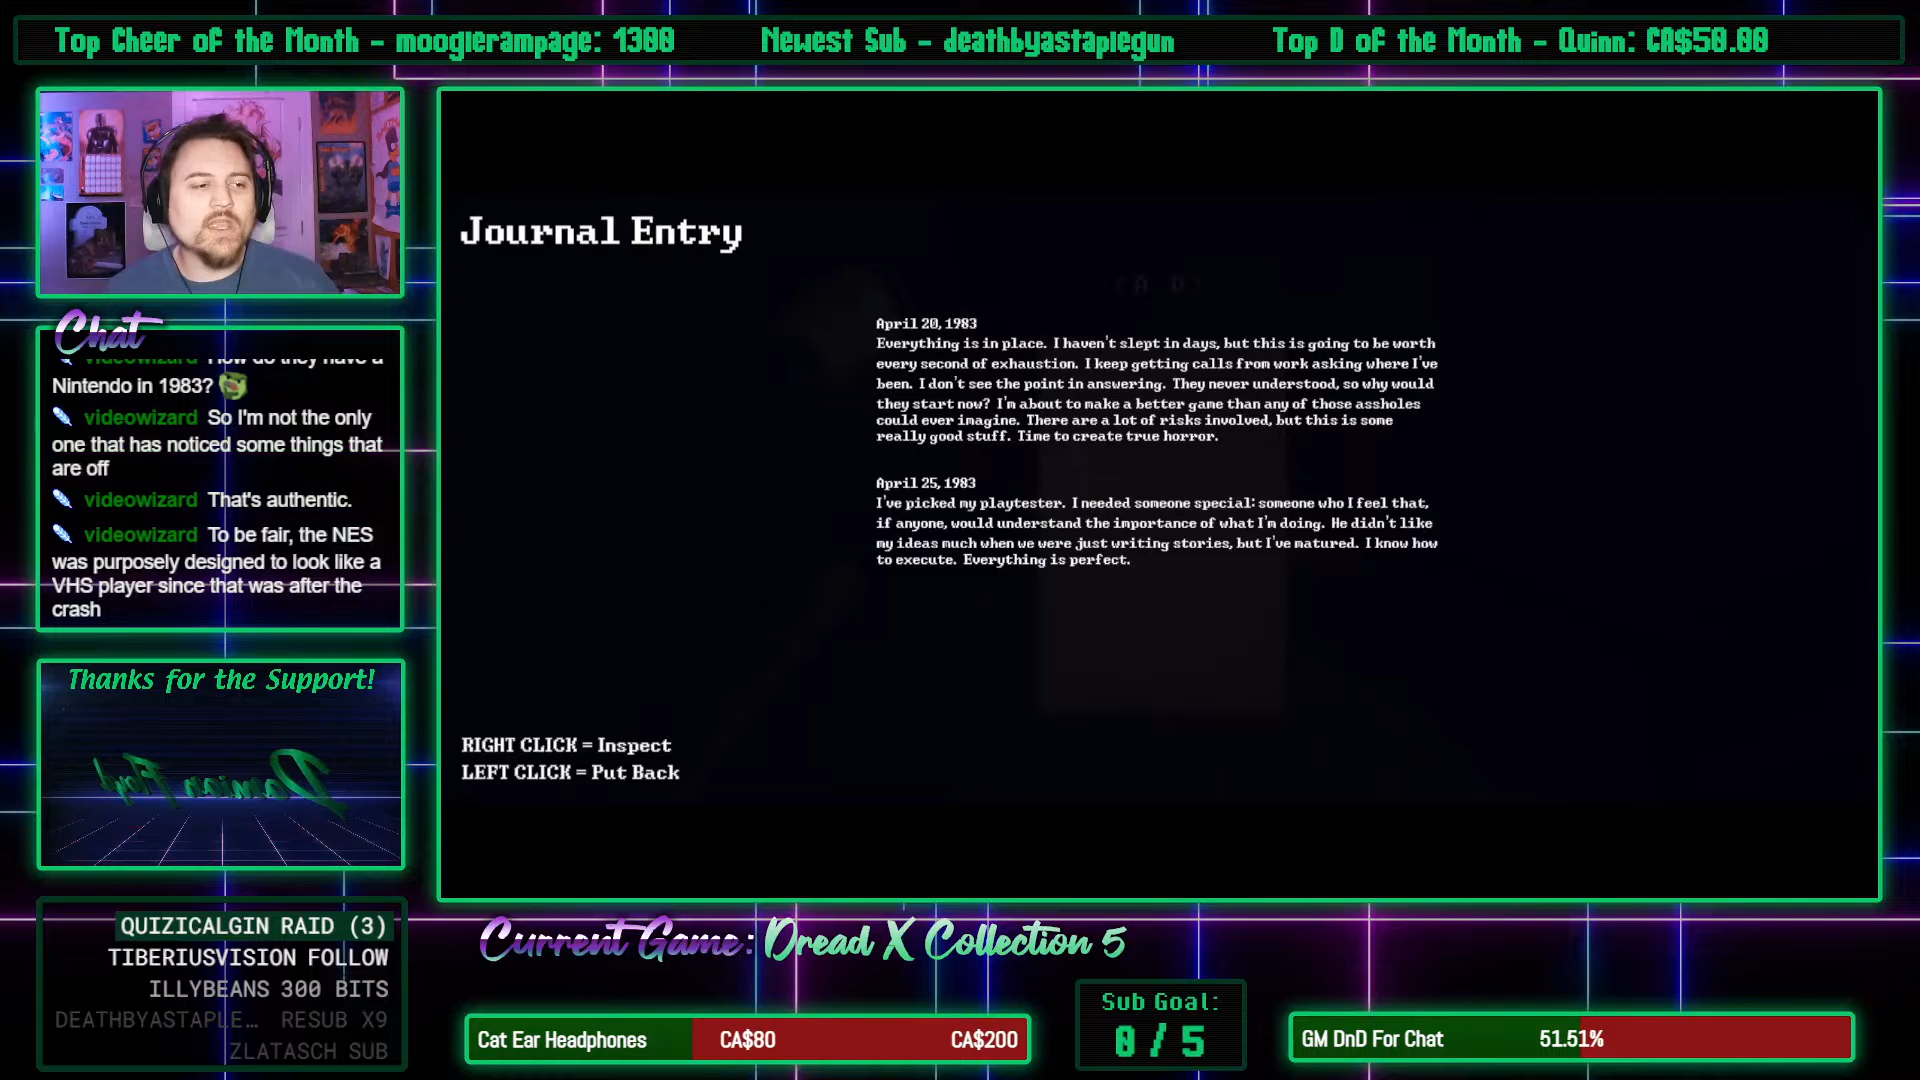 Top Cheer of the Month - moogierampage: 1300
Newest Sub - deathbyastaplegun
Top D of the Month - Quinn: CA$50.00
Chat
videowizard How do they have a
Nintendo in 1983?
videowizard So I'm not the only
one that has noticed some things that
are off
videowizard That's authentic.
videowizard To be fair, the NES
was purposely designed to look like a
VHS player since that was after the
crash
Thanks for the Support!
Damian Floyd
QUIZICALGIN RAID (3)
TIBERIUSVISION FOLLOW
ILLYBEANS 300 BITS
DEATHBYASTAPLE… RESUB X9
ZLATASCH SUB
Journal Entry
April 20, 1983
Everything is in place. I haven't slept in days, but this is going to be worth
every second of exhaustion. I keep getting calls from work asking where I've
been. I don't see the point in answering. They never understood, so why would
they start now? I'm about to make a better game than any of those assholes
could ever imagine. There are a lot of risks involved, but this is some
really good stuff. Time to create true horror.
April 25, 1983
I've picked my playtester. I needed someone special: someone who I feel that,
if anyone, would understand the importance of what I'm doing. He didn't like
my ideas much when we were just writing stories, but I've matured. I know how
to execute. Everything is perfect.
RIGHT CLICK = Inspect
LEFT CLICK = Put Back
Current Game: Dread X Collection 5
Cat Ear Headphones CA$80 CA$200
Sub Goal:
0 / 5
GM DnD For Chat 51.51%